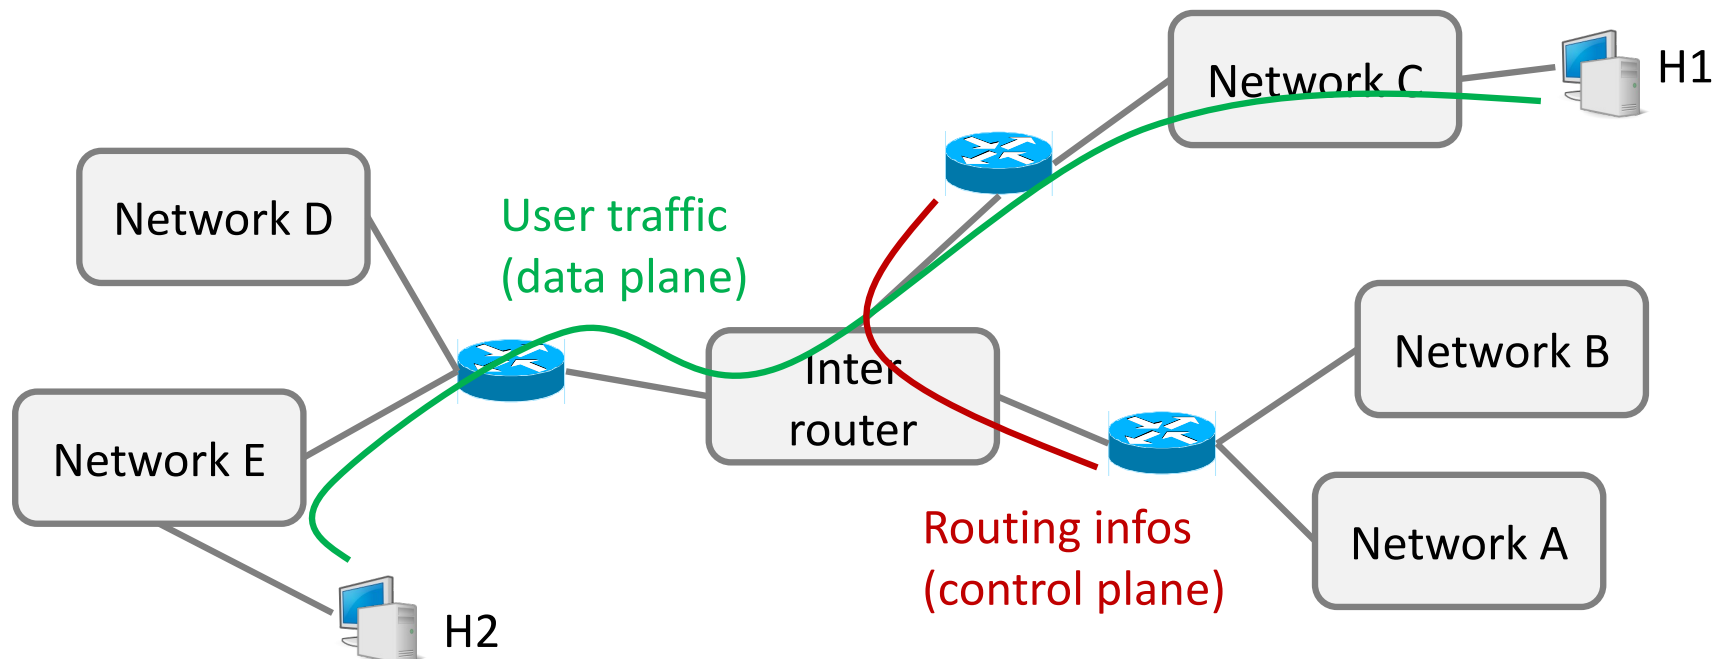 Network C
H1
Network D
User traffic
(data plane)
Network B
Inter
router
Network E
Routing infos
(control plane)
Network A
H2